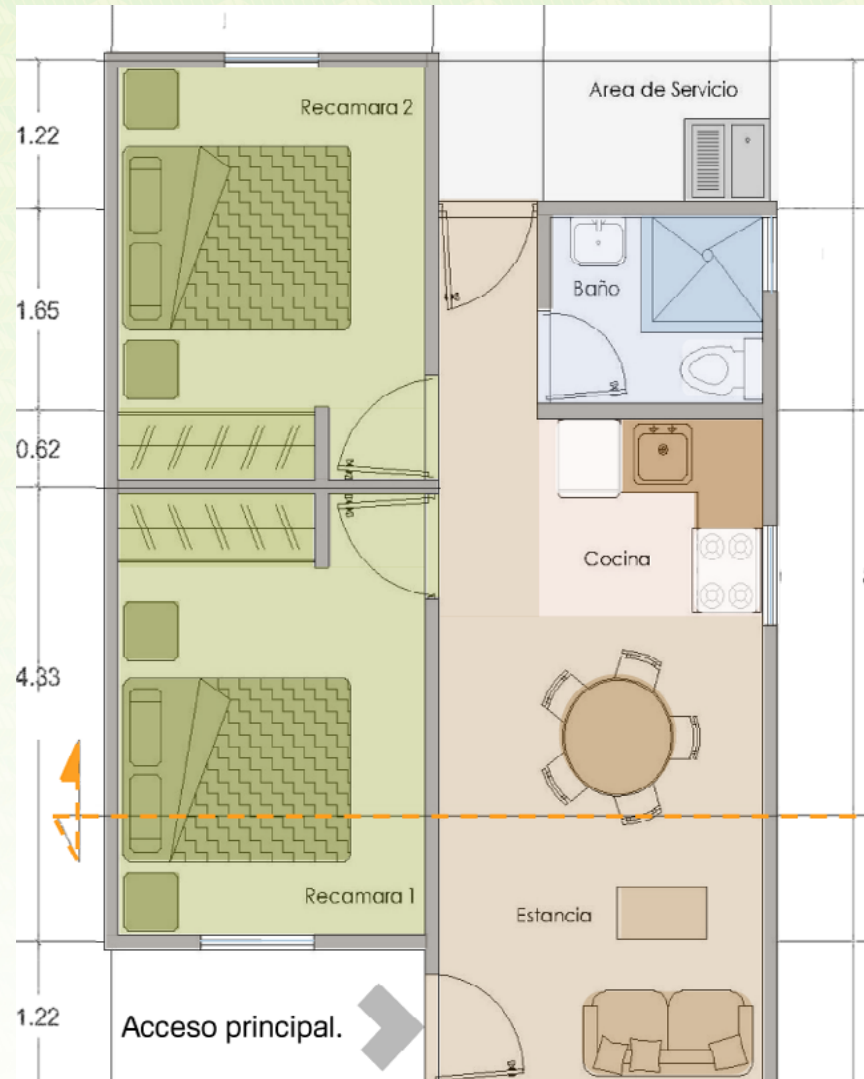 Area de Servicio
Recamara 2
1.22
Baño
1.65
0.62
Cocina
4.33
Recamara 1
Estancia
1.22
Acceso principal.